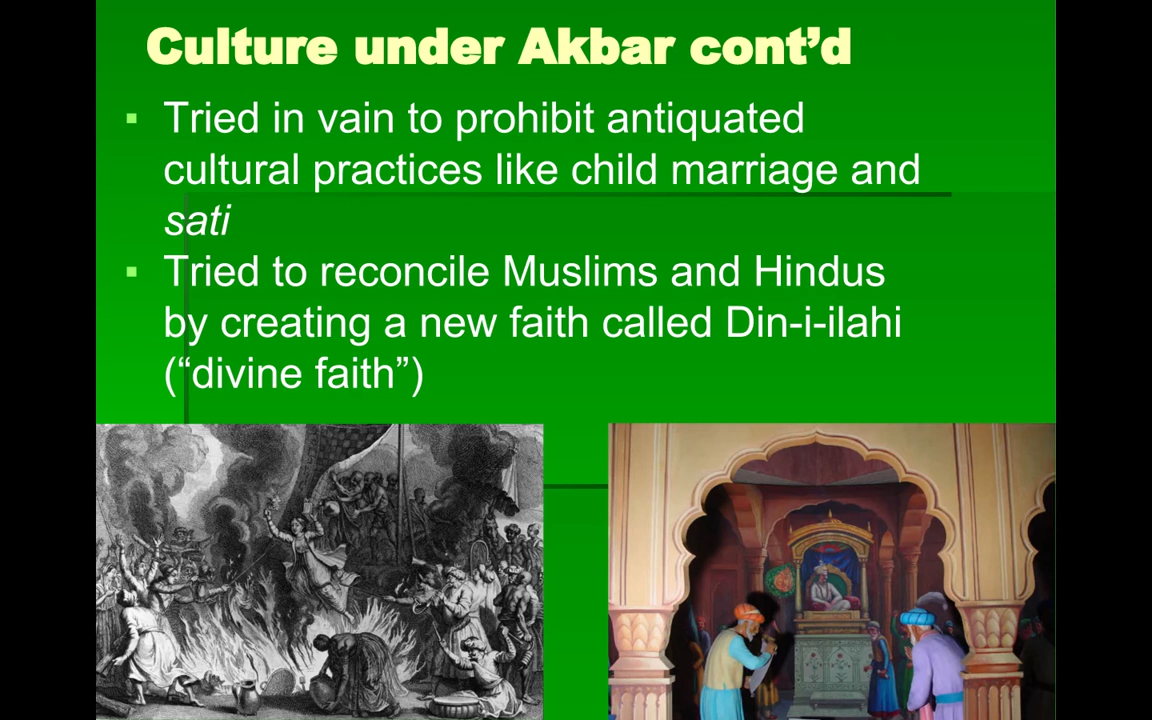 Culture under Akbar cont’d
▪ Tried in vain to prohibit antiquated
cultural practices like child marriage and
sati
▪ Tried to reconcile Muslims and Hindus
by creating a new faith called Din-i-ilahi
(“divine faith”)